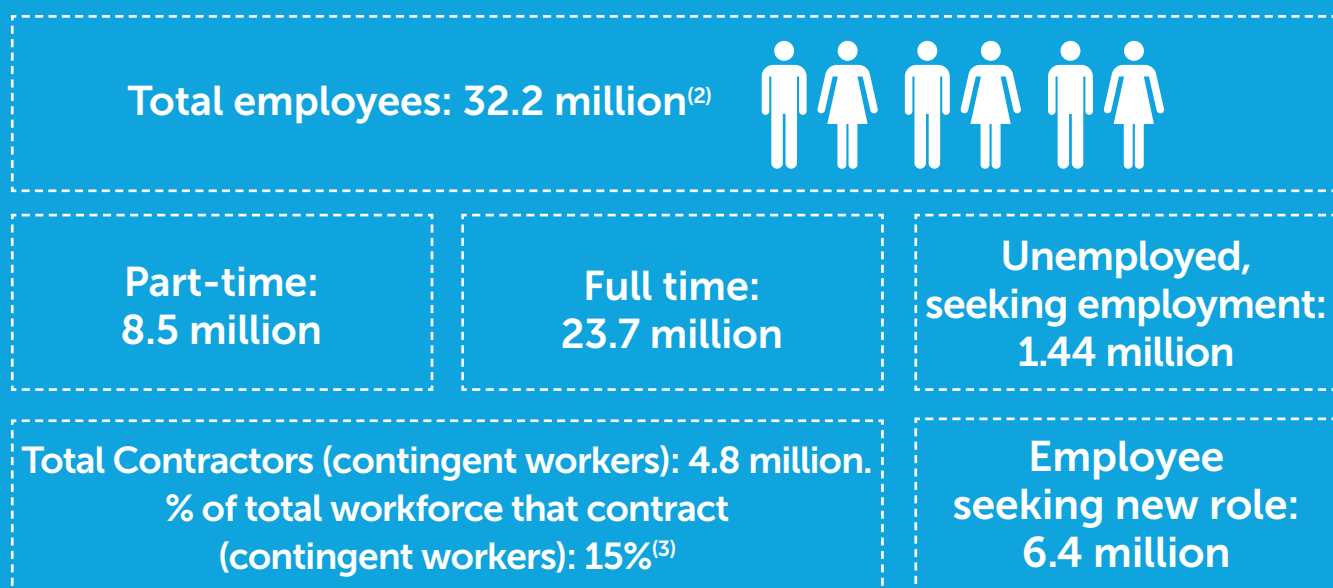 Total employees: 32.2 million(2)
Part-time:
8.5 million
Full time:
23.7 million
Unemployed,
seeking employment:
1.44 million
Total Contractors (contingent workers): 4.8 million.
% of total workforce that contract
(contingent workers): 15%(3)
Employee
seeking new role:
6.4 million